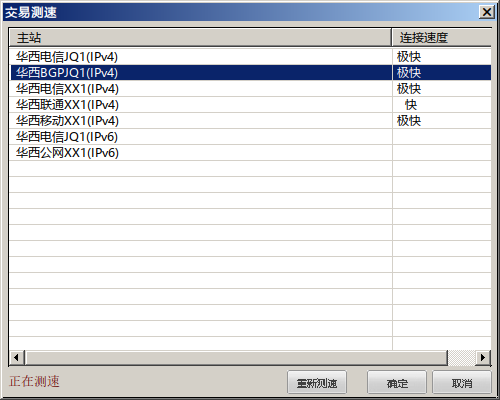 交易测速
主站 连接速度
华西电信JQ1(IPv4) 极快
华西BGPJQ1(IPv4) 极快
华西电信XX1(IPv4) 极快
华西联通XX1(IPv4) 快
华西移动XX1(IPv4) 极快
华西电信JQ1(IPv6)
华西公网XX1(IPv6)
正在测速 重新测速 确定 取消